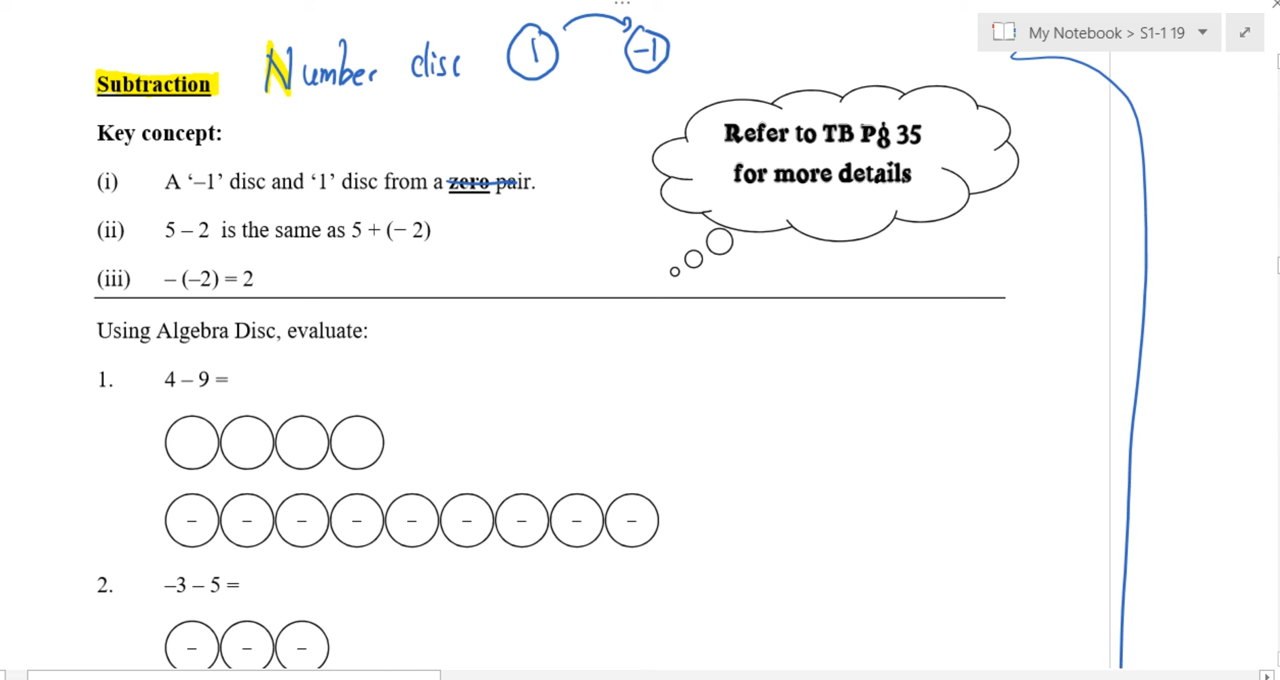 My Notebook > S1-1 19
Number disc 1 -1
Subtraction
Key concept:
Refer to TB Pg 35
for more details
(i) A ‘–1’ disc and ‘1’ disc from a zero pair.
(ii) 5 – 2 is the same as 5 + (– 2)
(iii) – (–2) = 2
Using Algebra Disc, evaluate:
1. 4 – 9 =
– – – – – – – – –
2. –3 – 5 =
– – –